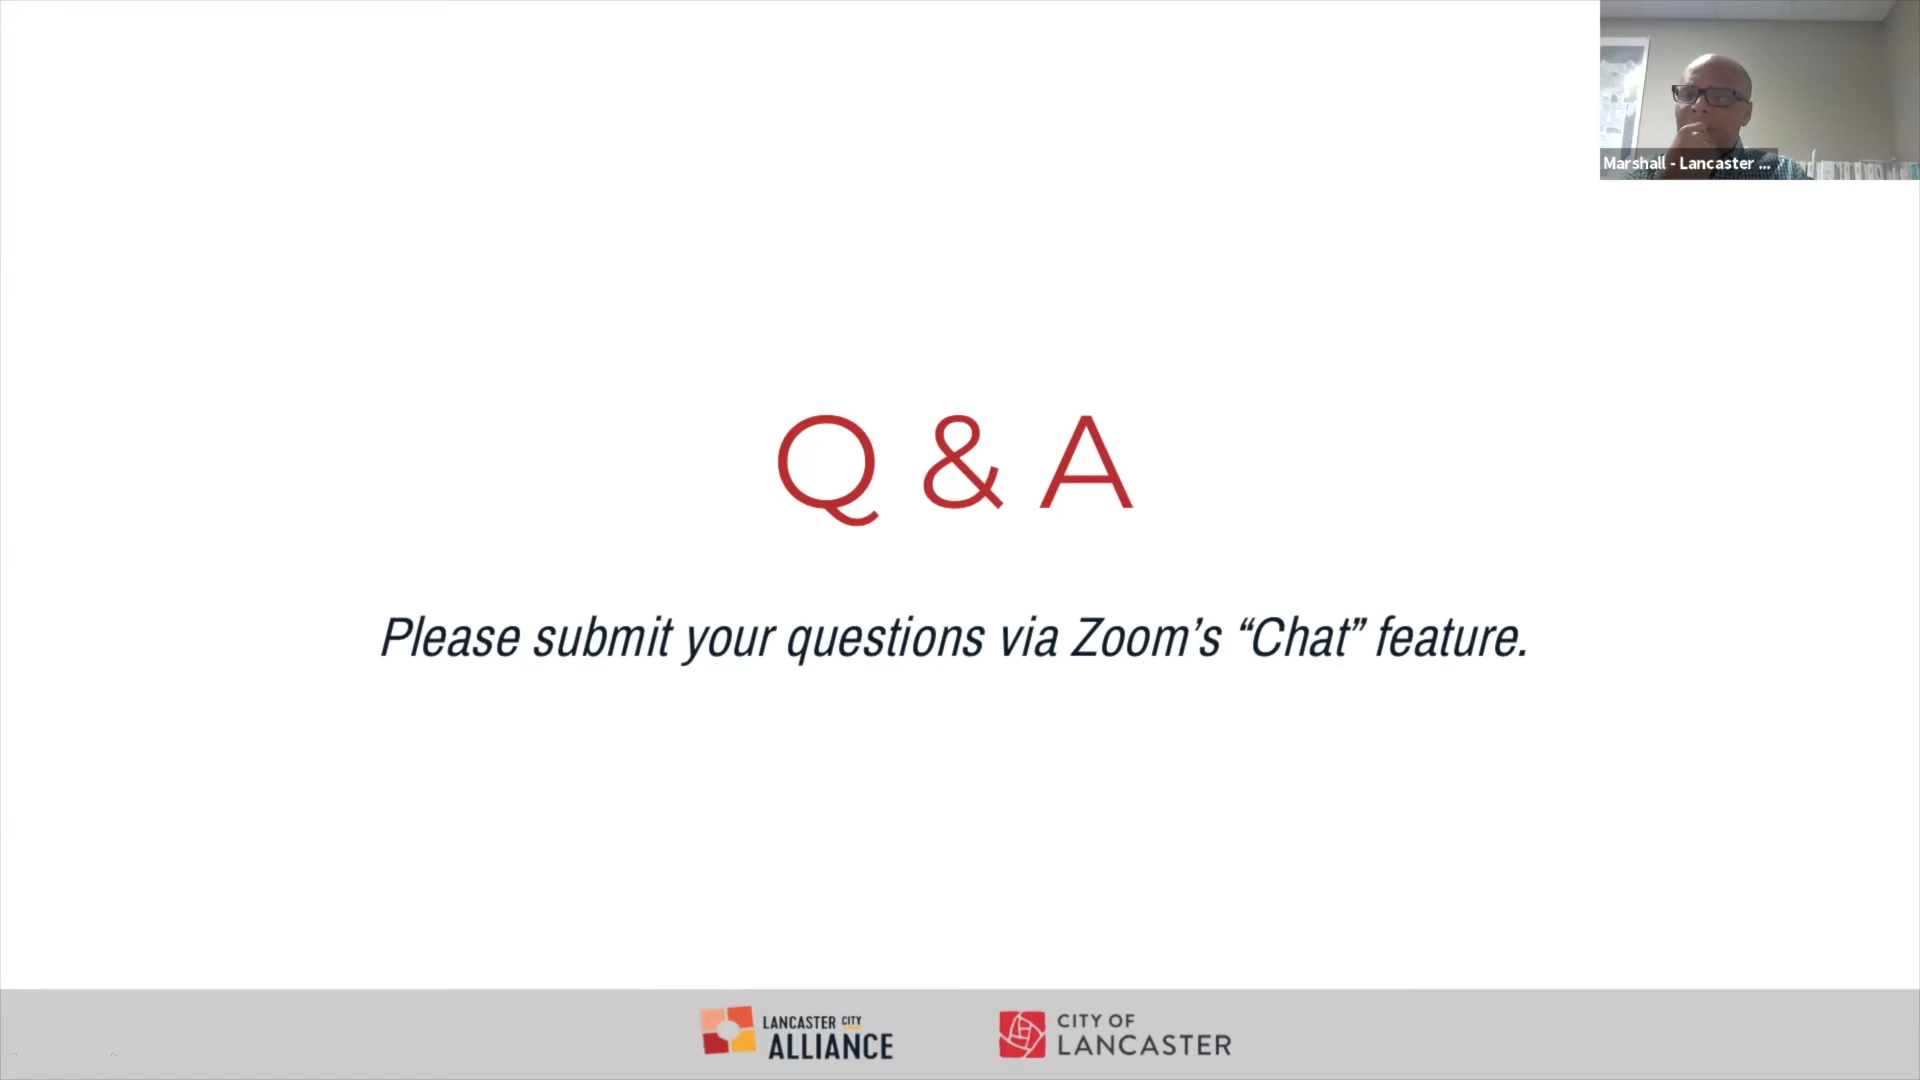 Marshall - Lancaster ...
Q & A
Please submit your questions via Zoom’s “Chat” feature.
LANCASTER CITY
ALLIANCE
CITY OF
LANCASTER